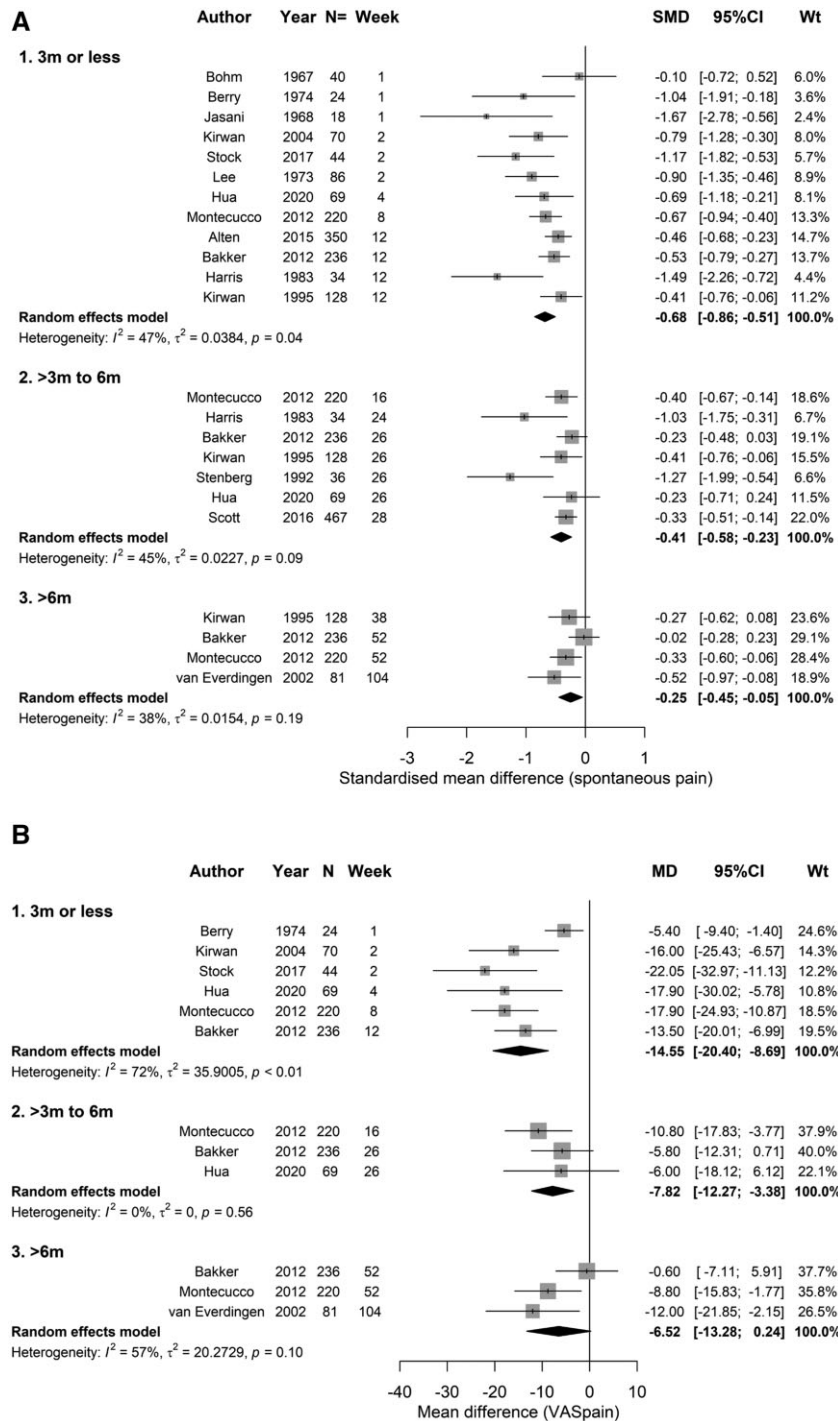 A
Author Year N= Week SMD 95%CI Wt
1. 3m or less
Bohm 1967 40 1 -0.10 [-0.72; 0.52] 6.0%
Berry 1974 24 1 -1.04 [-1.91; -0.18] 3.6%
Jasani 1968 18 1 -1.67 [-2.78; -0.56] 2.4%
Kirwan 2004 70 2 -0.79 [-1.28; -0.30] 8.0%
Stock 2017 44 2 -1.17 [-1.82; -0.53] 5.7%
Lee 1973 86 2 -0.90 [-1.35; -0.46] 8.9%
Hua 2020 69 4 -0.69 [-1.18; -0.21] 8.1%
Montecucco 2012 220 8 -0.67 [-0.94; -0.40] 13.3%
Alten 2015 350 12 -0.46 [-0.68; -0.23] 14.7%
Bakker 2012 236 12 -0.53 [-0.79; -0.27] 13.7%
Harris 1983 34 12 -1.49 [-2.26; -0.72] 4.4%
Kirwan 1995 128 12 -0.41 [-0.76; -0.06] 11.2%
Random effects model -0.68 [-0.86; -0.51] 100.0%
Heterogeneity: I² = 47%, τ² = 0.0384, p = 0.04
2. >3m to 6m
Montecucco 2012 220 16 -0.40 [-0.67; -0.14] 18.6%
Harris 1983 34 24 -1.03 [-1.75; -0.31] 6.7%
Bakker 2012 236 26 -0.23 [-0.48; 0.03] 19.1%
Kirwan 1995 128 26 -0.41 [-0.76; -0.06] 15.5%
Stenberg 1992 36 26 -1.27 [-1.99; -0.54] 6.6%
Hua 2020 69 26 -0.23 [-0.71; 0.24] 11.5%
Scott 2016 467 28 -0.33 [-0.51; -0.14] 22.0%
Random effects model -0.41 [-0.58; -0.23] 100.0%
Heterogeneity: I² = 45%, τ² = 0.0227, p = 0.09
3. >6m
Kirwan 1995 128 38 -0.27 [-0.62; 0.08] 23.6%
Bakker 2012 236 52 -0.02 [-0.28; 0.23] 29.1%
Montecucco 2012 220 52 -0.33 [-0.60; -0.06] 28.4%
van Everdingen 2002 81 104 -0.52 [-0.97; -0.08] 18.9%
Random effects model -0.25 [-0.45; -0.05] 100.0%
Heterogeneity: I² = 38%, τ² = 0.0154, p = 0.19
-3 -2 -1 0 1
Standardised mean difference (spontaneous pain)
B
Author Year N Week MD 95%CI Wt
1. 3m or less
Berry 1974 24 1 -5.40 [ -9.40; -1.40] 24.6%
Kirwan 2004 70 2 -16.00 [-25.43; -6.57] 14.3%
Stock 2017 44 2 -22.05 [-32.97; -11.13] 12.2%
Hua 2020 69 4 -17.90 [-30.02; -5.78] 10.8%
Montecucco 2012 220 8 -17.90 [-24.93; -10.87] 18.5%
Bakker 2012 236 12 -13.50 [-20.01; -6.99] 19.5%
Random effects model -14.55 [-20.40; -8.69] 100.0%
Heterogeneity: I² = 72%, τ² = 35.9005, p < 0.01
2. >3m to 6m
Montecucco 2012 220 16 -10.80 [-17.83; -3.77] 37.9%
Bakker 2012 236 26 -5.80 [-12.31; 0.71] 40.0%
Hua 2020 69 26 -6.00 [-18.12; 6.12] 22.1%
Random effects model -7.82 [-12.27; -3.38] 100.0%
Heterogeneity: I² = 0%, τ² = 0, p = 0.56
3. >6m
Bakker 2012 236 52 -0.60 [-7.11; 5.91] 37.7%
Montecucco 2012 220 52 -8.80 [-15.83; -1.77] 35.8%
van Everdingen 2002 81 104 -12.00 [-21.85; -2.15] 26.5%
Random effects model -6.52 [-13.28; 0.24] 100.0%
Heterogeneity: I² = 57%, τ² = 20.2729, p = 0.10
-40 -30 -20 -10 0 10
Mean difference (VASpain)